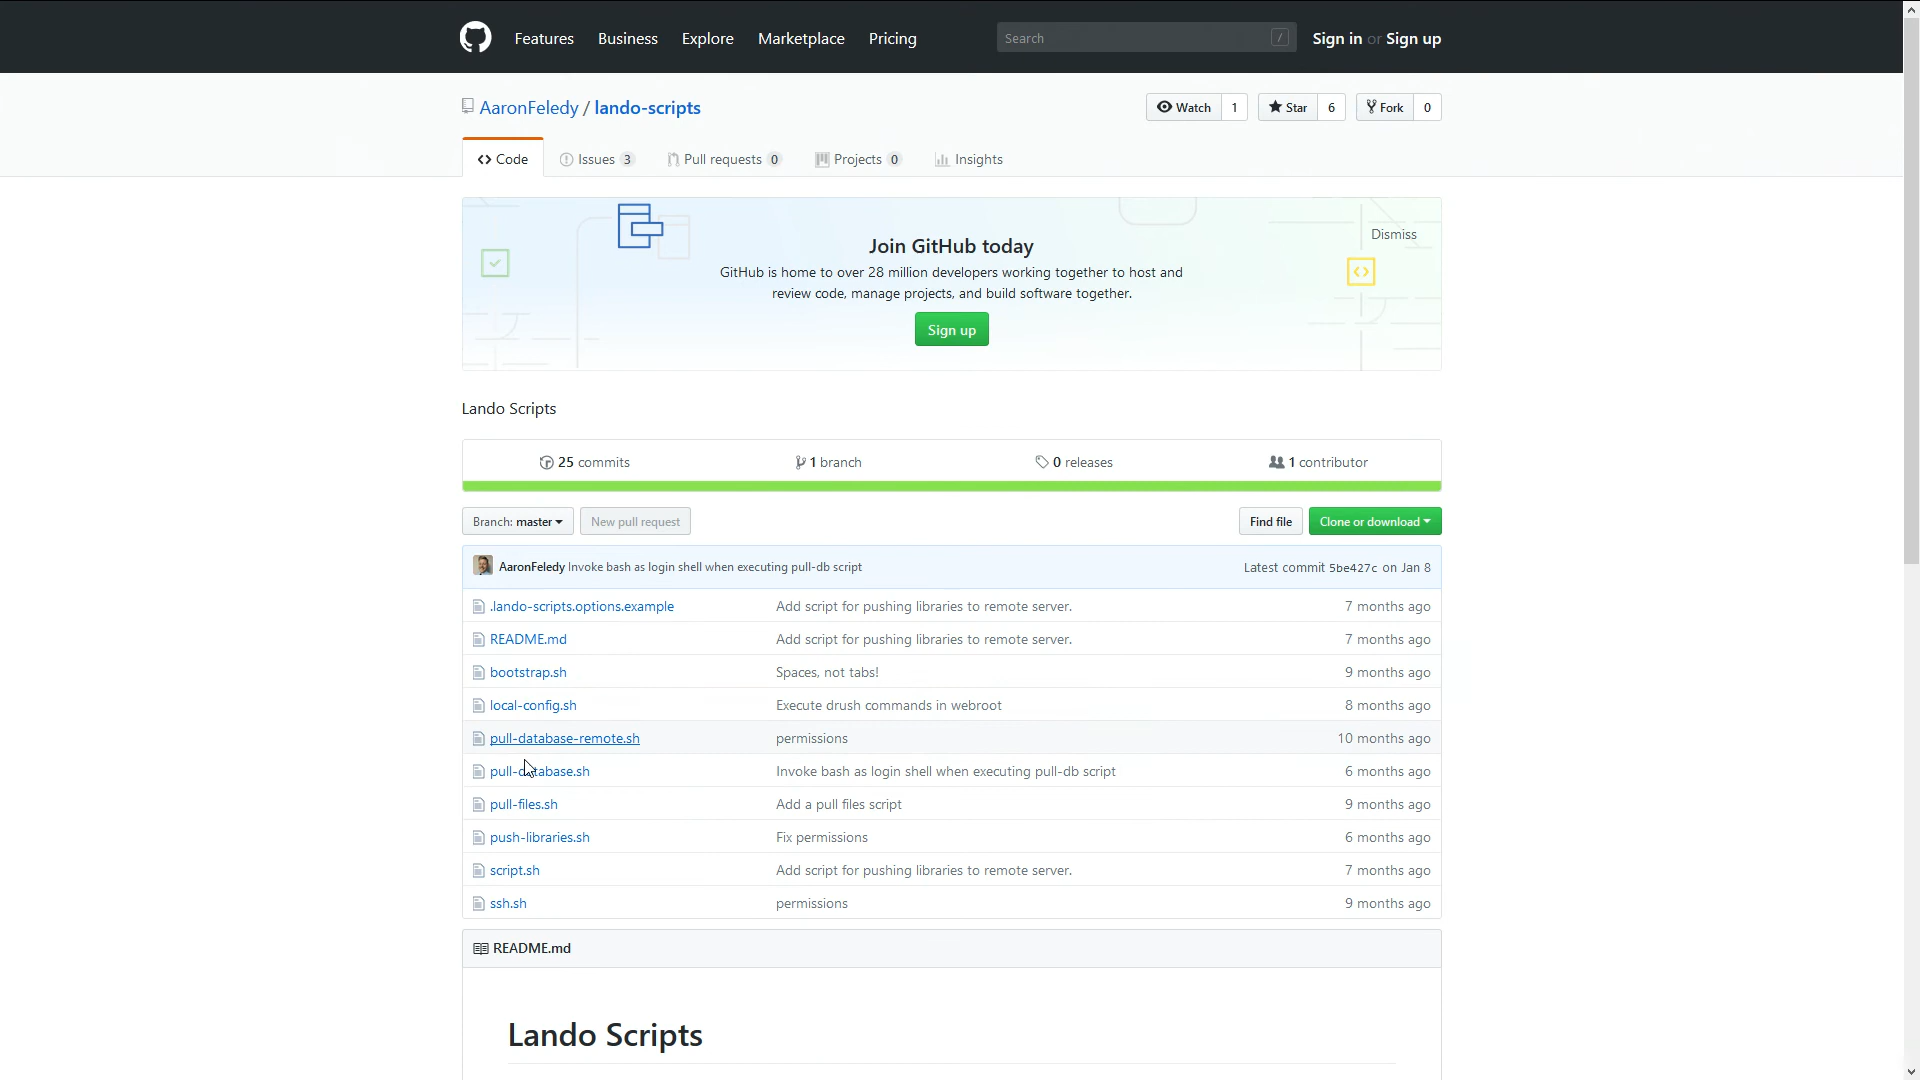 Features Business Explore Marketplace Pricing Search / Sign in or Sign up
AaronFeledy / lando-scripts Watch 1 Star 6 Fork 0
Code Issues 3 Pull requests 0 Projects 0 Insights
Dismiss
Join GitHub today
GitHub is home to over 28 million developers working together to host and
review code, manage projects, and build software together.
Sign up
Lando Scripts
25 commits 1 branch 0 releases 1 contributor
Branch: master New pull request Find file Clone or download
AaronFeledy Invoke bash as login shell when executing pull-db script Latest commit 5be427c on Jan 8
.lando-scripts.options.example Add script for pushing libraries to remote server. 7 months ago
README.md Add script for pushing libraries to remote server. 7 months ago
bootstrap.sh Spaces, not tabs! 9 months ago
local-config.sh Execute drush commands in webroot 8 months ago
pull-database-remote.sh permissions 10 months ago
pull-database.sh Invoke bash as login shell when executing pull-db script 6 months ago
pull-files.sh Add a pull files script 9 months ago
push-libraries.sh Fix permissions 6 months ago
script.sh Add script for pushing libraries to remote server. 7 months ago
ssh.sh permissions 9 months ago
README.md
Lando Scripts